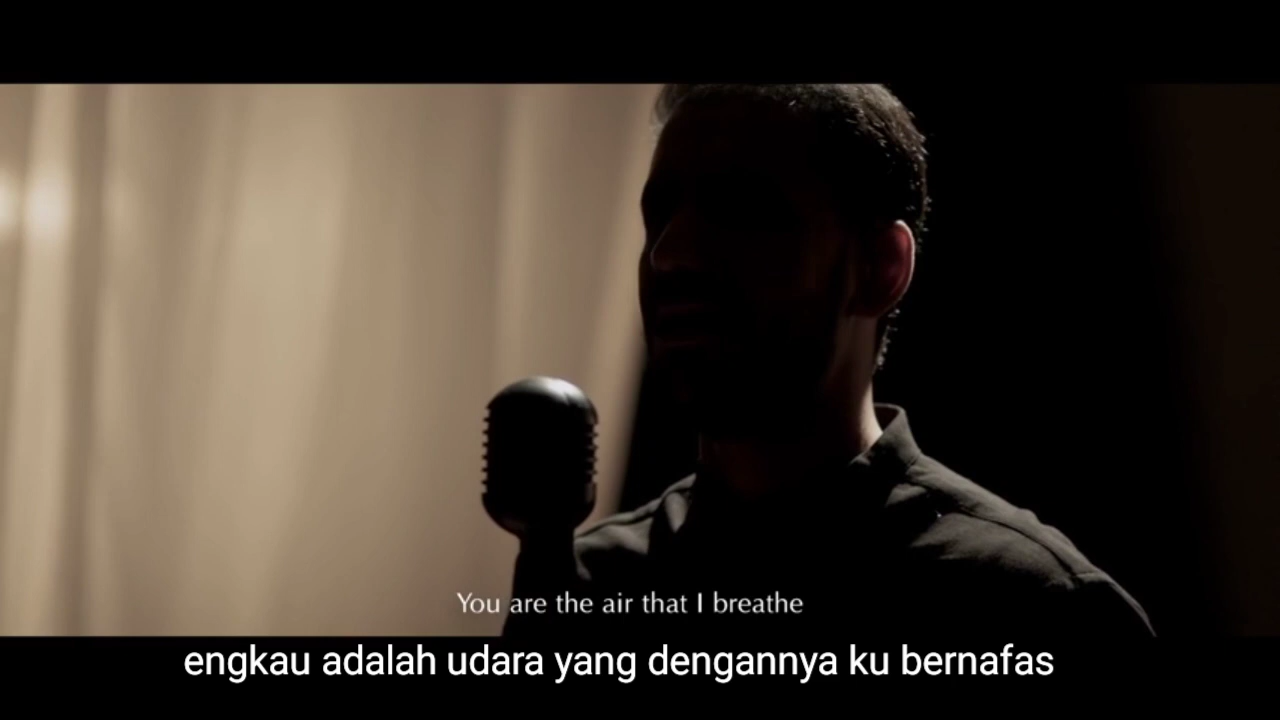 You are the air that I breathe
engkau adalah udara yang dengannya ku bernafas